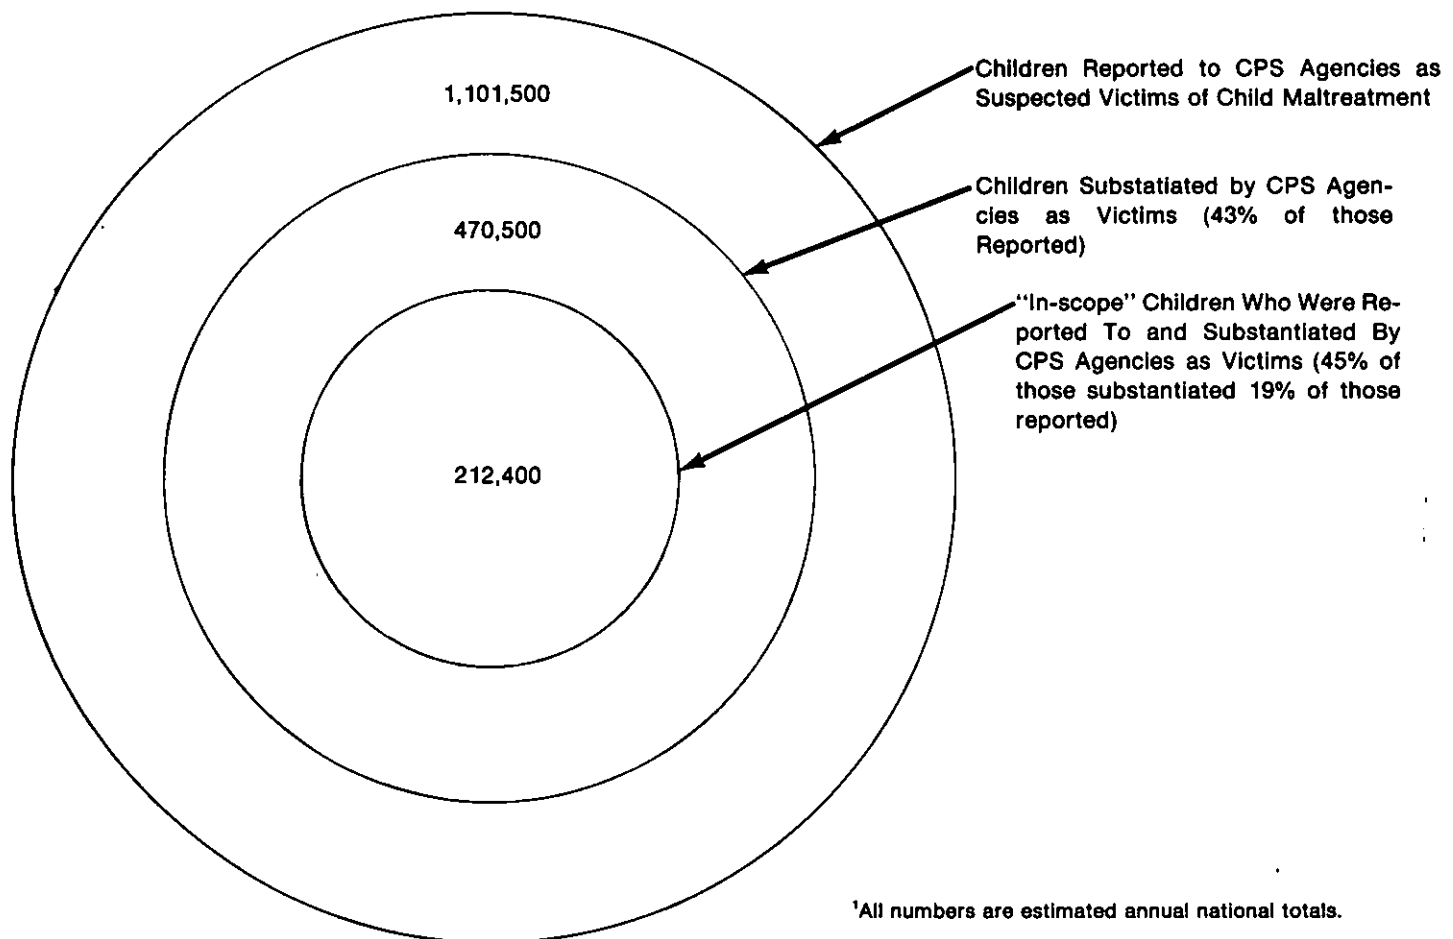 1,101,500
Children Reported to CPS Agencies as
Suspected Victims of Child Maltreatment
Children Substatiated by CPS Agen-
cies as Victims (43% of those
Reported)
470,500
"In-scope" Children Who Were Re-
ported To and Substantiated By
CPS Agencies as Victims (45% of
those substantiated 19% of those
reported)
212,400
¹All numbers are estimated annual national totals.